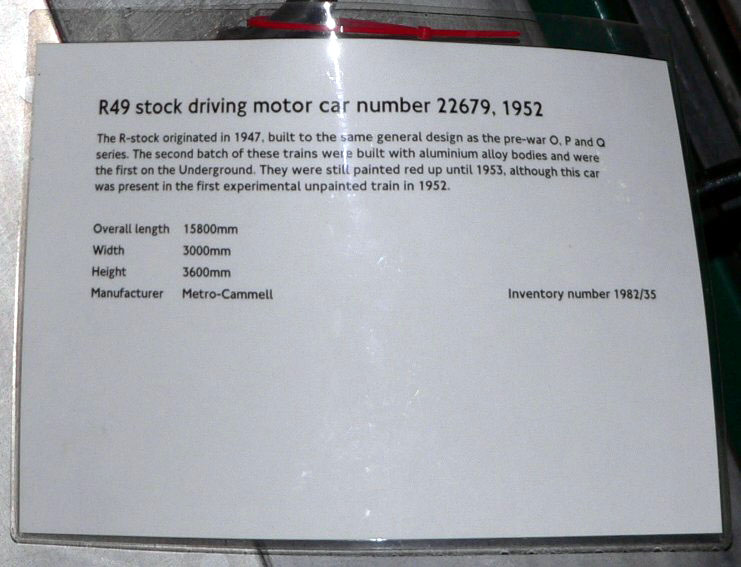 R49 stock driving motor car number 22679, 1952
The R-stock originated in 1947, built to the same general design as the pre-war O, P and Q
series. The second batch of these trains were built with aluminium alloy bodies and were
the first on the Underground. They were still painted red up until 1953, although this car
was present in the first experimental unpainted train in 1952.
Overall length 15800mm
Width 3000mm
Height 3600mm
Manufacturer Metro-Cammell
Inventory number 1982/35